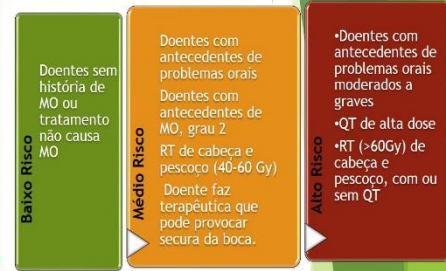 Baixo Risco
Doentes sem
história de
MO ou
tratamento
não causa
MO
Médio Risco
Doentes com
antecedentes de
problemas orais
Doentes com
antecedentes de
MO, grau 2
RT de cabeça e
pescoço (40-60 Gy)
Doente faz
terapêutica que
pode provocar
secura da boca.
Alto Risco
•Doentes com
antecedentes de
problemas orais
moderados a
graves
•QT de alta dose
•RT (>60Gy) de
cabeça e
pescoço, com ou
sem QT